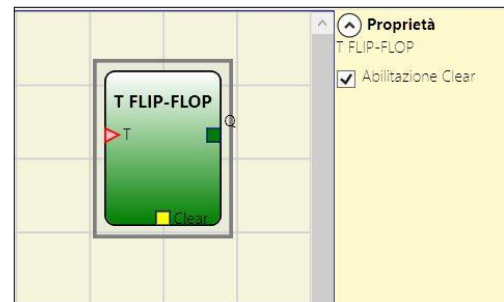 T FLIP-FLOP
T
Q
Clear
Proprietà
T FLIP-FLOP
Abilitazione Clear